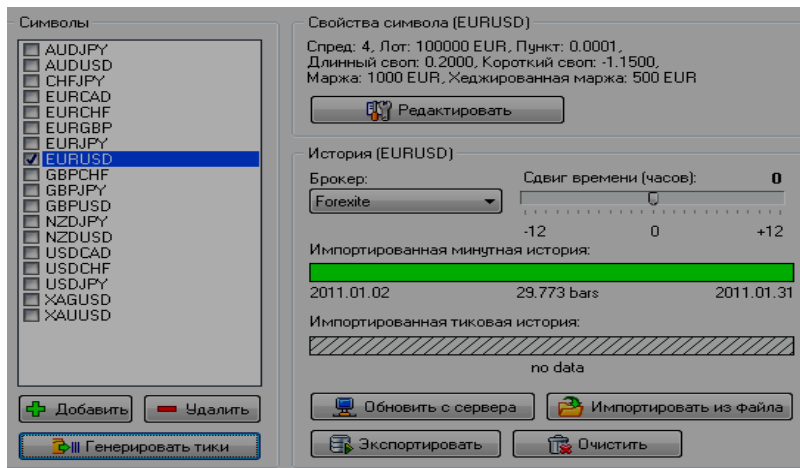 Символы
AUDJPY
AUDUSD
CHFJPY
EURCAD
EURCHF
EURGBP
EURJPY
EURUSD
GBPCHF
GBPJPY
GBPUSD
NZDJPY
NZDUSD
USDCAD
USDCHF
USDJPY
XAGUSD
XAUUSD
Добавить
Удалить
Генерировать тики
Свойства символа (EURUSD)
Спред: 4, Лот: 100000 EUR, Пункт: 0.0001,
Длинный своп: 0.2000, Короткий своп: -1.1500,
Маржа: 1000 EUR, Хеджированная маржа: 500 EUR
Редактировать
История (EURUSD)
Брокер:
Forexite
Сдвиг времени (часов): 0
-12 0 +12
Импортированная минутная история:
2011.01.02 29.773 bars 2011.01.31
Импортированная тиковая история:
no data
Обновить с сервера
Импортировать из файла
Экспортировать
Очистить